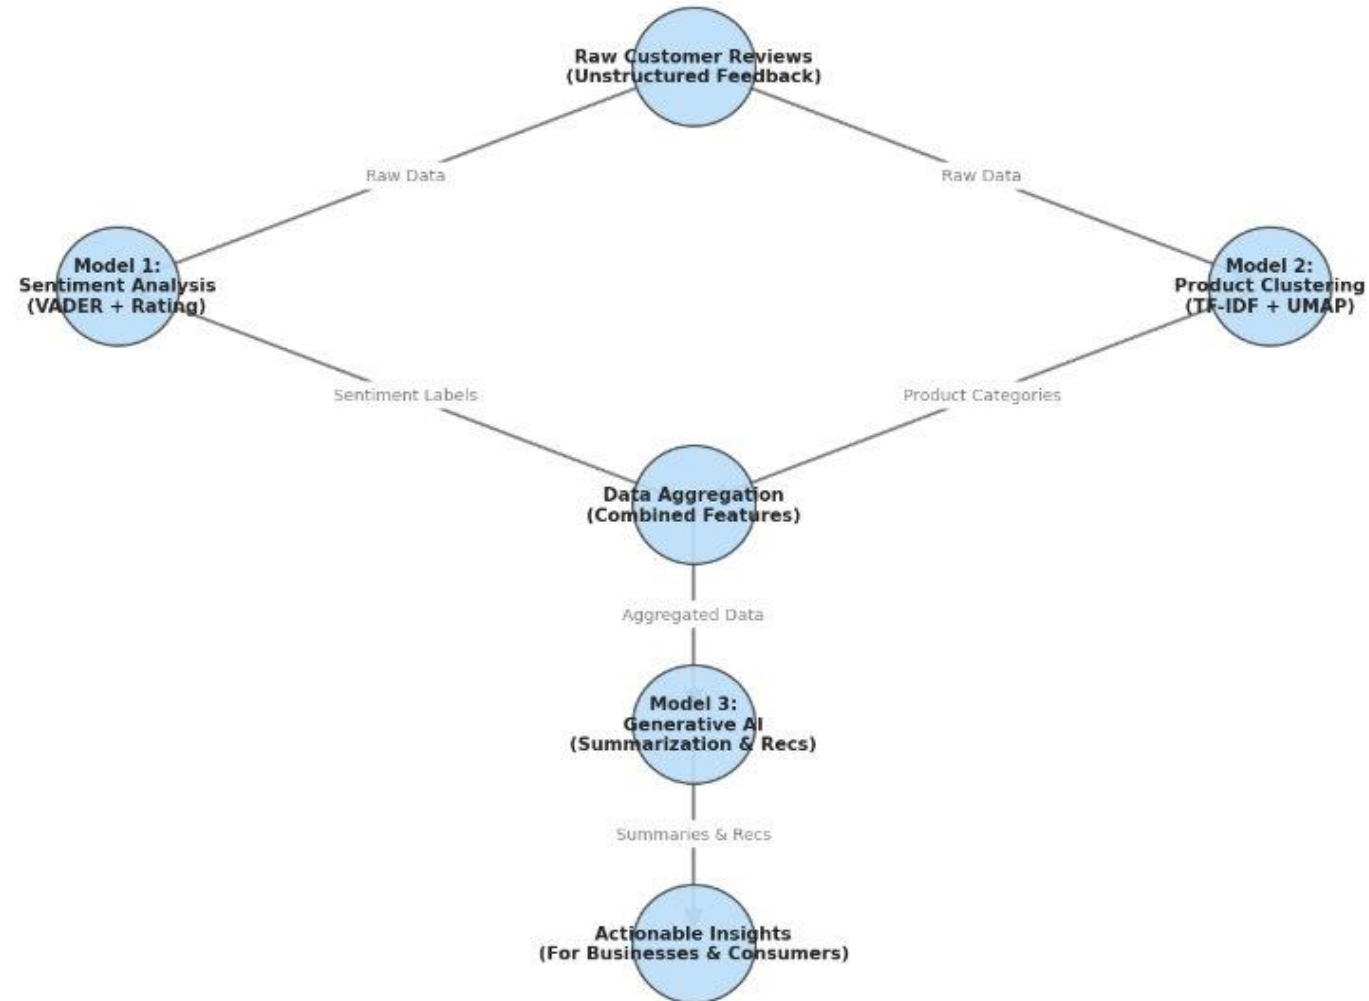 Raw Customer Reviews
(Unstructured Feedback)
Raw Data
Raw Data
Model 1:
Sentiment Analysis
(VADER + Rating)
Model 2:
Product Clustering
(TF-IDF + UMAP)
Sentiment Labels
Product Categories
Data Aggregation
(Combined Features)
Aggregated Data
Model 3:
Generative AI
(Summarization & Recs)
Summaries & Recs
Actionable Insights
(For Businesses & Consumers)